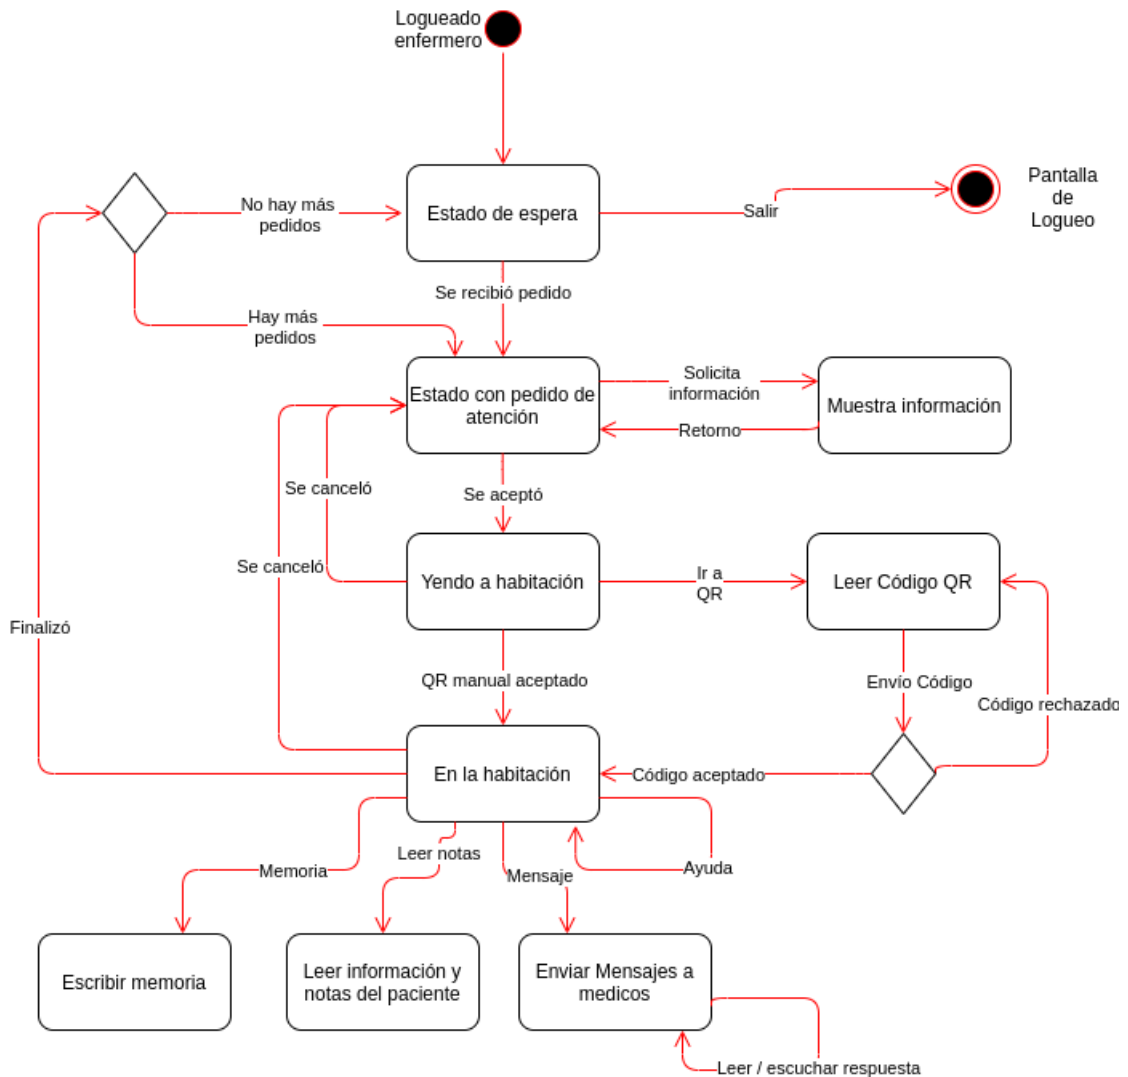 Logueado
enfermero
Pantalla
de
Logueo
No hay más
pedidos
Estado de espera
Salir
Se recibió pedido
Hay más
pedidos
Estado con pedido de
atención
Solicita
información
Muestra información
Retorno
Se canceló
Se aceptó
Se canceló
Yendo a habitación
Ir a
QR
Leer Código QR
Finalizó
QR manual aceptado
Envío Código
Código rechazado
En la habitación
Código aceptado
Memoria
Leer notas
Mensaje
Ayuda
Escribir memoria
Leer información y
notas del paciente
Enviar Mensajes a
medicos
Leer / escuchar respuesta